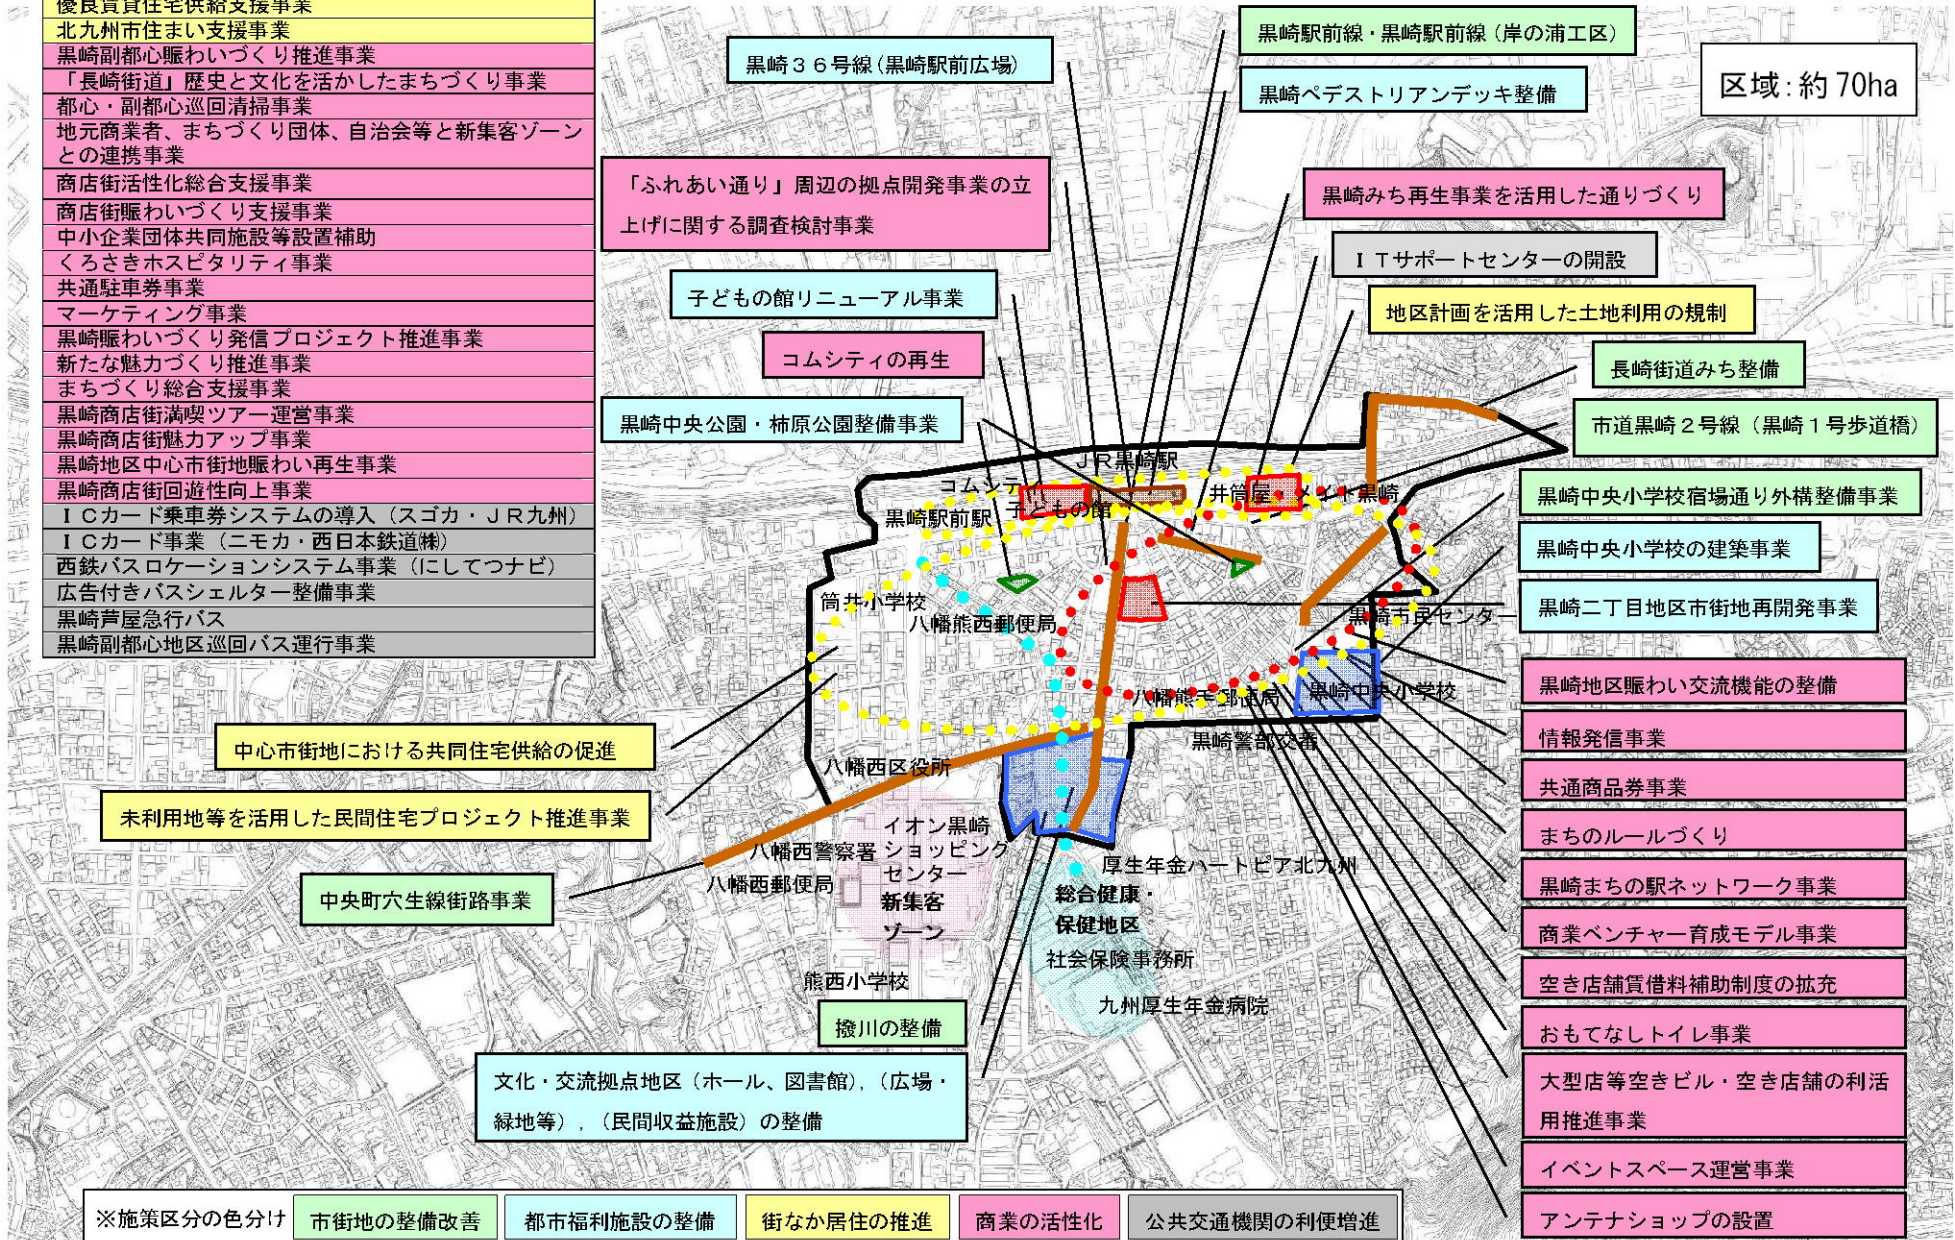 優良賃貸住宅供給支援事業
北九州市住まい支援事業
黒崎副都心賑わいづくり推進事業
「長崎街道」歴史と文化を活かしたまちづくり事業
都心・副都心巡回清掃事業
地元商業者、まちづくり団体、自治会等と新集客ゾーン
との連携事業
商店街活性化総合支援事業
商店街賑わいづくり支援事業
中小企業団体共同施設等設置補助
くろさきホスピタリティ事業
共通駐車券事業
マーケティング事業
黒崎賑わいづくり発信プロジェクト推進事業
新たな魅力づくり推進事業
まちづくり総合支援事業
黒崎商店街満喫ツアー運営事業
黒崎商店街魅力アップ事業
黒崎地区中心市街地賑わい再生事業
黒崎商店街回遊性向上事業
ＩＣカード乗車券システムの導入（スゴカ・ＪＲ九州）
ＩＣカード事業（ニモカ・西日本鉄道㈱）
西鉄バスロケーションシステム事業（にしてつナビ）
広告付きバスシェルター整備事業
黒崎芦屋急行バス
黒崎副都心地区巡回バス運行事業
黒崎３６号線（黒崎駅前広場）
黒崎駅前線・黒崎駅前線（岸の浦工区）
黒崎ペデストリアンデッキ整備
区域：約70ha
「ふれあい通り」周辺の拠点開発事業の立
上げに関する調査検討事業
黒崎みち再生事業を活用した通りづくり
ＩＴサポートセンターの開設
子どもの館リニューアル事業
地区計画を活用した土地利用の規制
コムシティの再生
長崎街道みち整備
黒崎中央公園・柿原公園整備事業
市道黒崎２号線（黒崎１号歩道橋）
黒崎中央小学校宿場通り外構整備事業
黒崎中央小学校の建築事業
黒崎二丁目地区市街地再開発事業
ＪＲ黒崎駅
コムシティ
井筒屋・メイト黒崎
子どもの館
黒崎駅前駅
筒井小学校
八幡熊西郵便局
黒崎市民センター
八幡熊手郵便局
黒崎中央小学校
黒崎警部交番
八幡西区役所
イオン黒崎
ショッピング
センター
八幡西警察署
八幡西郵便局
新集客
ゾーン
厚生年金ハートピア北九州
総合健康・
保健地区
社会保険事務所
熊西小学校
九州厚生年金病院
中心市街地における共同住宅供給の促進
未利用地等を活用した民間住宅プロジェクト推進事業
中央町穴生線街路事業
撥川の整備
文化・交流拠点地区（ホール、図書館）,（広場・
緑地等）,（民間収益施設）の整備
黒崎地区賑わい交流機能の整備
情報発信事業
共通商品券事業
まちのルールづくり
黒崎まちの駅ネットワーク事業
商業ベンチャー育成モデル事業
空き店舗賃借料補助制度の拡充
おもてなしトイレ事業
大型店等空きビル・空き店舗の利活
用推進事業
イベントスペース運営事業
アンテナショップの設置
※施策区分の色分け
市街地の整備改善
都市福利施設の整備
街なか居住の推進
商業の活性化
公共交通機関の利便増進